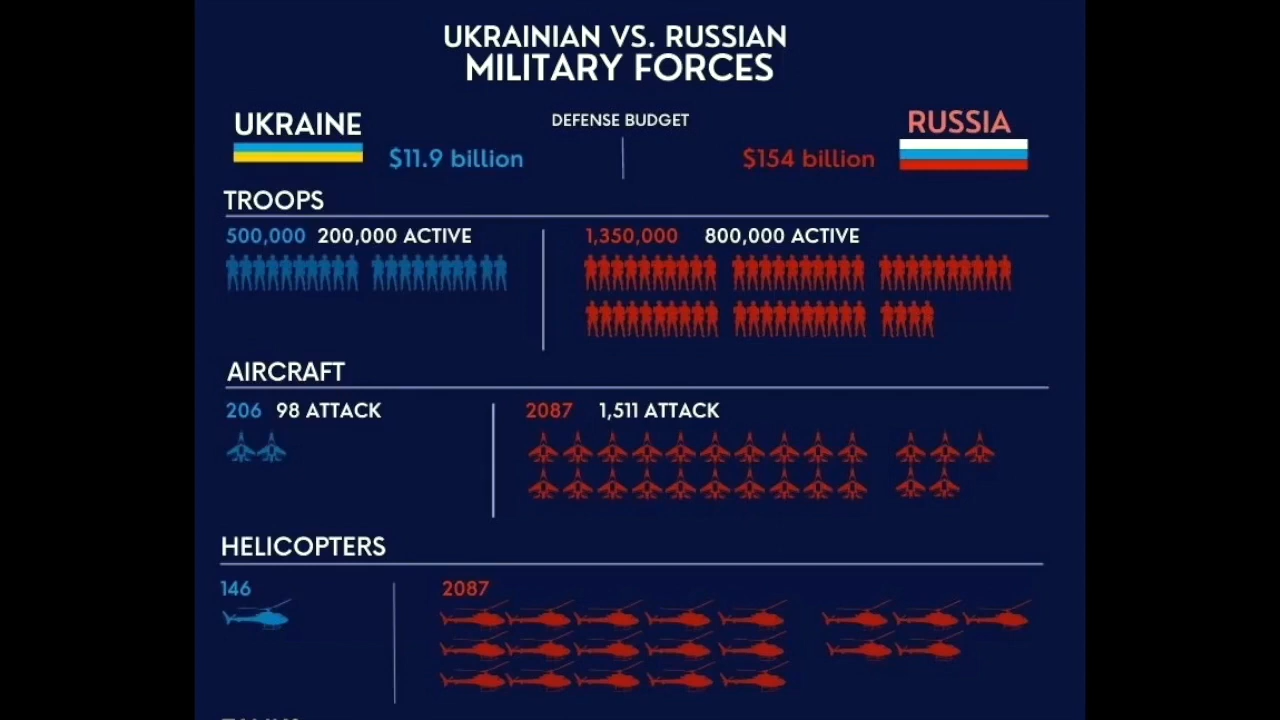 UKRAINIAN VS. RUSSIAN
MILITARY FORCES
UKRAINE
DEFENSE BUDGET
RUSSIA
$11.9 billion
$154 billion
TROOPS
500,000 200,000 ACTIVE
1,350,000 800,000 ACTIVE
AIRCRAFT
206 98 ATTACK
2087 1,511 ATTACK
HELICOPTERS
146
2087